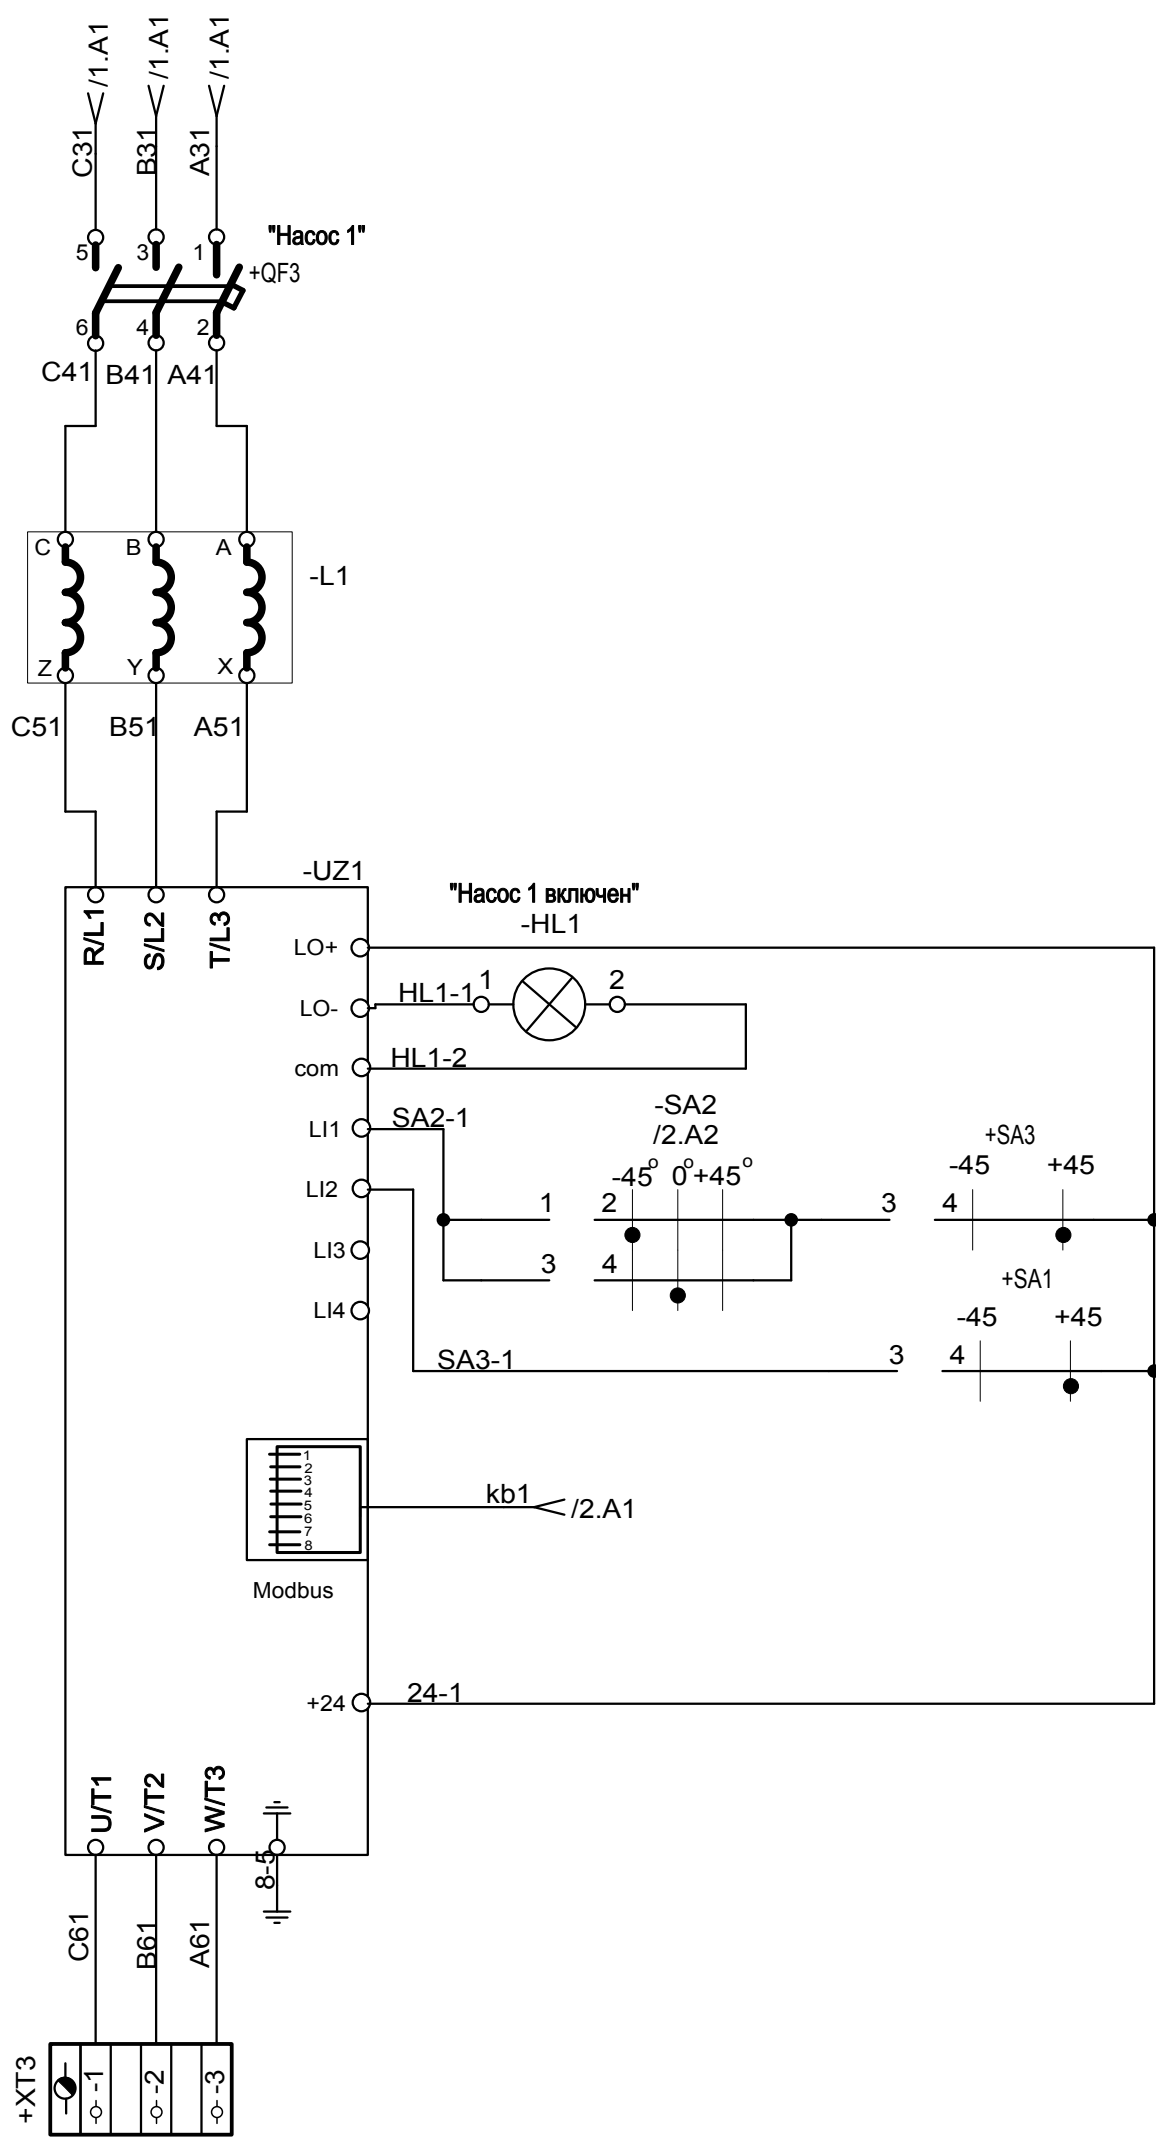 /1.A1 /1.A1 /1.A1
C31 B31 A31
"Насос 1"
5 3 1
+QF3
6 4 2
C41 B41 A41
C B A
-L1
Z Y X
C51 B51 A51
-UZ1
"Насос 1 включен"
-HL1
R/L1 S/L2 T/L3
LO+
LO- HL1-1 1 2
com HL1-2
-SA2
LI1 SA2-1
/2.A2
+SA3
-45° 0° +45°
-45 +45
LI2
1 2 3 4
LI3
3 4
+SA1
LI4
-45 +45
SA3-1 3 4
1
2
3
4
5
6
7
8
kb1 /2.A1
Modbus
+24 24-1
U/T1 V/T2 W/T3
8-5
C61 B61 A61
+XT3
-1 -2 -3